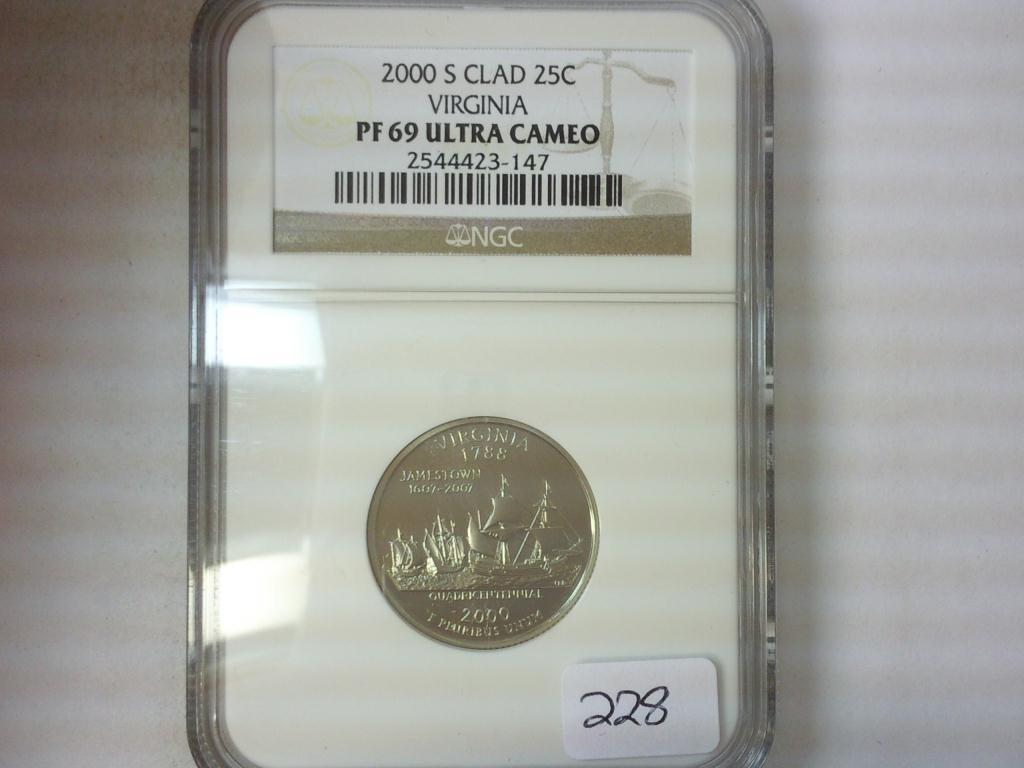 2000 S CLAD 25C
VIRGINIA
PF 69 ULTRA CAMEO
2544423-147
NGC
VIRGINIA
1788
JAMESTOWN
1607-2007
QUADRICENTENNIAL
2000
E PLURIBUS UNUM
228